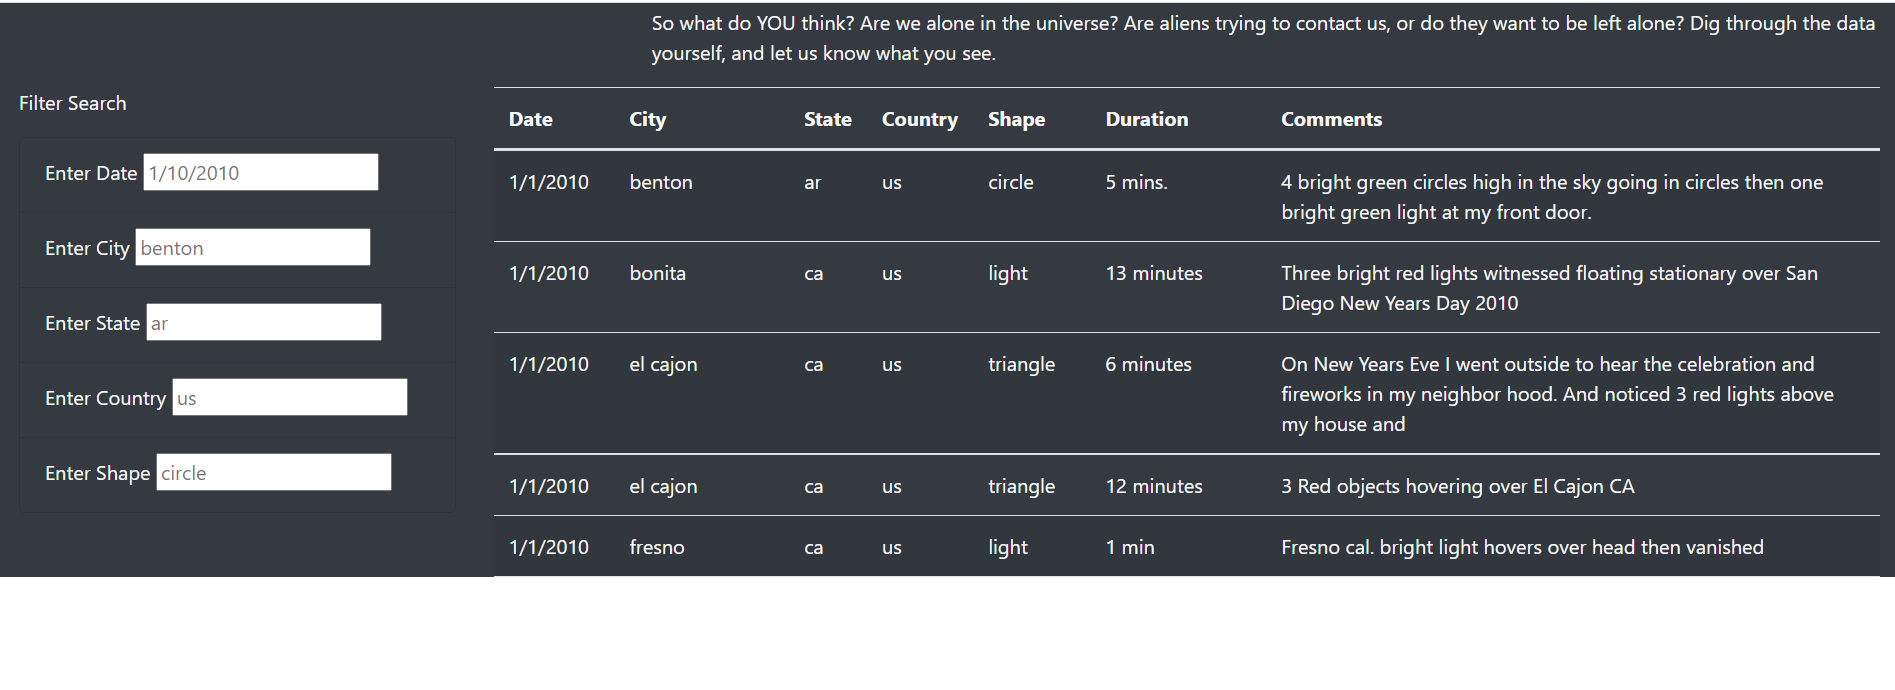 So what do YOU think? Are we alone in the universe? Are aliens trying to contact us, or do they want to be left alone? Dig through the data
yourself, and let us know what you see.
Filter Search
Enter Date 1/10/2010
Enter City benton
Enter State ar
Enter Country us
Enter Shape circle
Date City State Country Shape Duration Comments
1/1/2010 benton ar us circle 5 mins. 4 bright green circles high in the sky going in circles then one
bright green light at my front door.
1/1/2010 bonita ca us light 13 minutes Three bright red lights witnessed floating stationary over San
Diego New Years Day 2010
1/1/2010 el cajon ca us triangle 6 minutes On New Years Eve I went outside to hear the celebration and
fireworks in my neighbor hood. And noticed 3 red lights above
my house and
1/1/2010 el cajon ca us triangle 12 minutes 3 Red objects hovering over El Cajon CA
1/1/2010 fresno ca us light 1 min Fresno cal. bright light hovers over head then vanished